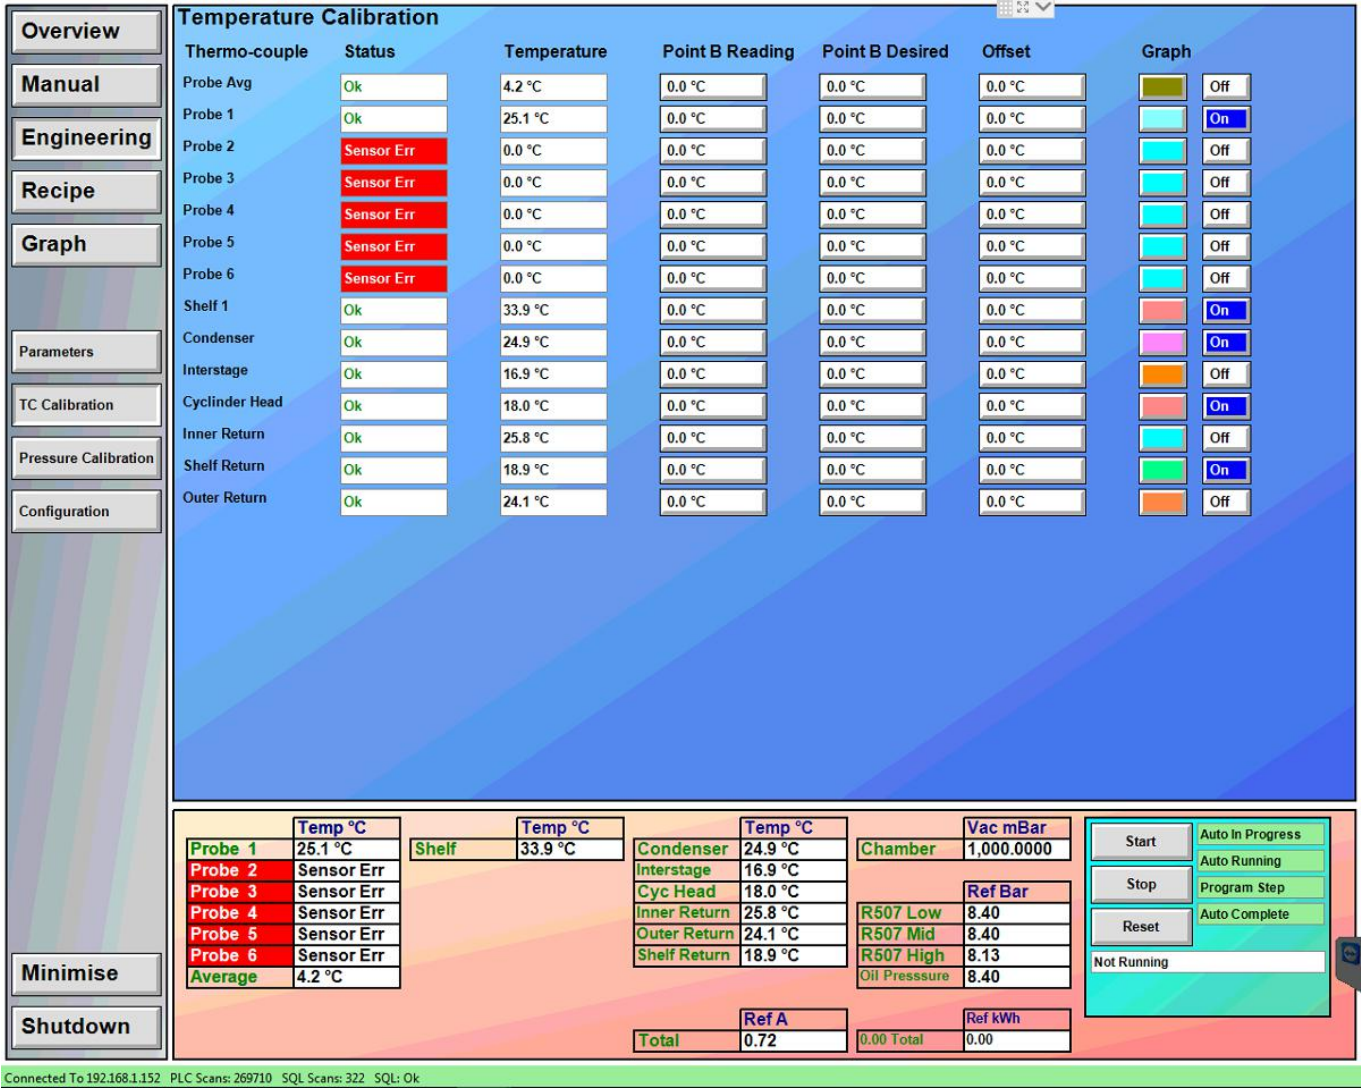 Overview
Manual
Engineering
Recipe
Graph
Parameters
TC Calibration
Pressure Calibration
Configuration
Minimise
Shutdown
Temperature Calibration
Thermo-couple Status Temperature Point B Reading Point B Desired Offset Graph
Probe Avg Ok 4.2 °C 0.0 °C 0.0 °C 0.0 °C Off
Probe 1 Ok 25.1 °C 0.0 °C 0.0 °C 0.0 °C On
Probe 2 Sensor Err 0.0 °C 0.0 °C 0.0 °C 0.0 °C Off
Probe 3 Sensor Err 0.0 °C 0.0 °C 0.0 °C 0.0 °C Off
Probe 4 Sensor Err 0.0 °C 0.0 °C 0.0 °C 0.0 °C Off
Probe 5 Sensor Err 0.0 °C 0.0 °C 0.0 °C 0.0 °C Off
Probe 6 Sensor Err 0.0 °C 0.0 °C 0.0 °C 0.0 °C Off
Shelf 1 Ok 33.9 °C 0.0 °C 0.0 °C 0.0 °C On
Condenser Ok 24.9 °C 0.0 °C 0.0 °C 0.0 °C On
Interstage Ok 16.9 °C 0.0 °C 0.0 °C 0.0 °C Off
Cyclinder Head Ok 18.0 °C 0.0 °C 0.0 °C 0.0 °C On
Inner Return Ok 25.8 °C 0.0 °C 0.0 °C 0.0 °C Off
Shelf Return Ok 18.9 °C 0.0 °C 0.0 °C 0.0 °C On
Outer Return Ok 24.1 °C 0.0 °C 0.0 °C 0.0 °C Off
Temp °C
Probe 1 25.1 °C
Probe 2 Sensor Err
Probe 3 Sensor Err
Probe 4 Sensor Err
Probe 5 Sensor Err
Probe 6 Sensor Err
Average 4.2 °C
Temp °C
Shelf 33.9 °C
Temp °C
Condenser 24.9 °C
Interstage 16.9 °C
Cyc Head 18.0 °C
Inner Return 25.8 °C
Outer Return 24.1 °C
Shelf Return 18.9 °C
Ref A
Total 0.72
Vac mBar
Chamber 1,000.0000
Ref Bar
R507 Low 8.40
R507 Mid 8.40
R507 High 8.13
Oil Presssure 8.40
Ref kWh
0.00 Total 0.00
Start
Stop
Reset
Auto In Progress
Auto Running
Program Step
Auto Complete
Not Running
Connected To 192.168.1.152 PLC Scans: 269710 SQL Scans: 322 SQL: Ok